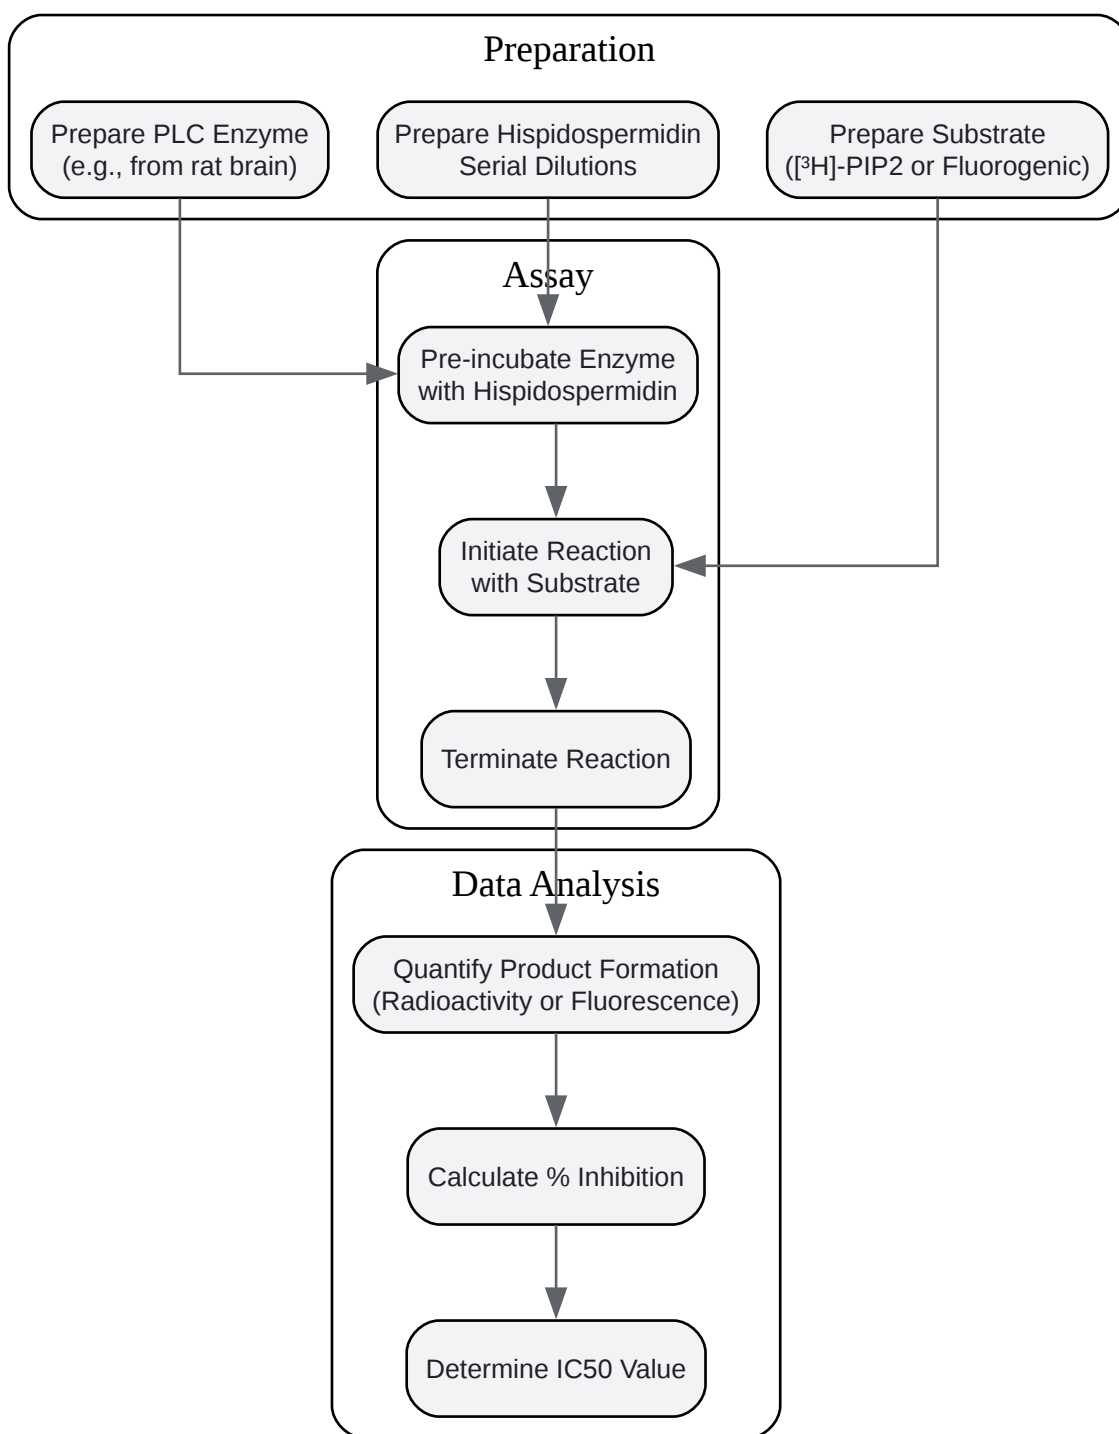 Preparation
Prepare PLC Enzyme
(e.g., from rat brain)
Prepare Hispidospermidin
Serial Dilutions
Prepare Substrate
([³H]-PIP2 or Fluorogenic)
Assay
Pre-incubate Enzyme
with Hispidospermidin
Initiate Reaction
with Substrate
Terminate Reaction
Data Analysis
Quantify Product Formation
(Radioactivity or Fluorescence)
Calculate % Inhibition
Determine IC50 Value